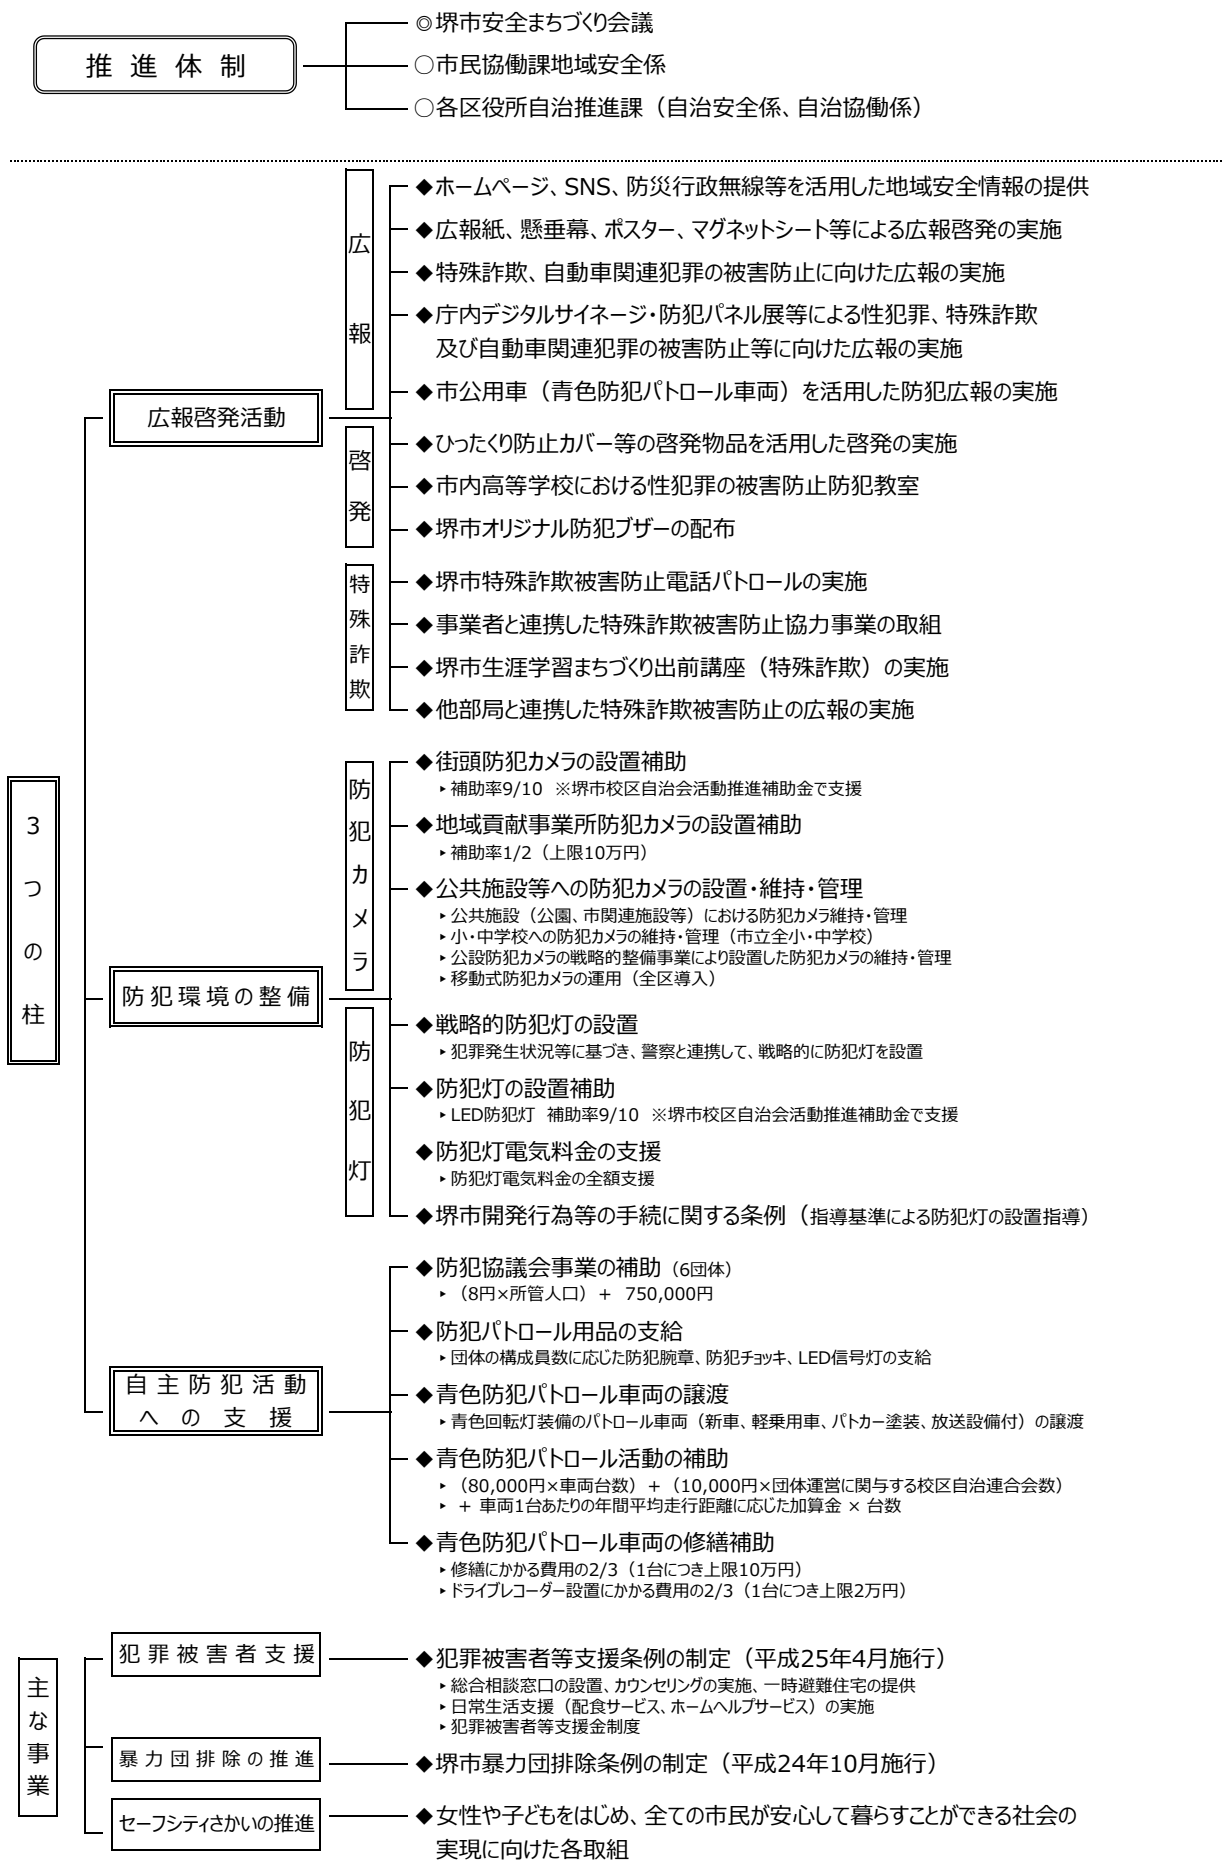 推進体制
◎堺市安全まちづくり会議
○市民協働課地域安全係
○各区役所自治推進課（自治安全係、自治協働係）
3つの柱
広報啓発活動
広報
◆ホームページ、SNS、防災行政無線等を活用した地域安全情報の提供
◆広報紙、懸垂幕、ポスター、マグネットシート等による広報啓発の実施
◆特殊詐欺、自動車関連犯罪の被害防止に向けた広報の実施
◆庁内デジタルサイネージ・防犯パネル展等による性犯罪、特殊詐欺
及び自動車関連犯罪の被害防止等に向けた広報の実施
◆市公用車（青色防犯パトロール車両）を活用した防犯広報の実施
啓発
◆ひったくり防止カバー等の啓発物品を活用した啓発の実施
◆市内高等学校における性犯罪の被害防止防犯教室
◆堺市オリジナル防犯ブザーの配布
特殊詐欺
◆堺市特殊詐欺被害防止電話パトロールの実施
◆事業者と連携した特殊詐欺被害防止協力事業の取組
◆堺市生涯学習まちづくり出前講座（特殊詐欺）の実施
◆他部局と連携した特殊詐欺被害防止の広報の実施
防犯環境の整備
防犯カメラ
◆街頭防犯カメラの設置補助
▸補助率9/10 ※堺市校区自治会活動推進補助金で支援
◆地域貢献事業所防犯カメラの設置補助
▸補助率1/2（上限10万円）
◆公共施設等への防犯カメラの設置・維持・管理
▸公共施設（公園、市関連施設等）における防犯カメラ維持・管理
▸小・中学校への防犯カメラの維持・管理（市立全小・中学校）
▸公設防犯カメラの戦略的整備事業により設置した防犯カメラの維持・管理
▸移動式防犯カメラの運用（全区導入）
防犯灯
◆戦略的防犯灯の設置
▸犯罪発生状況等に基づき、警察と連携して、戦略的に防犯灯を設置
◆防犯灯の設置補助
▸LED防犯灯 補助率9/10 ※堺市校区自治会活動推進補助金で支援
◆防犯灯電気料金の支援
▸防犯灯電気料金の全額支援
◆堺市開発行為等の手続に関する条例（指導基準による防犯灯の設置指導）
自主防犯活動
への支援
◆防犯協議会事業の補助（6団体）
▸（8円×所管人口）＋ 750,000円
◆防犯パトロール用品の支給
▸団体の構成員数に応じた防犯腕章、防犯チョッキ、LED信号灯の支給
◆青色防犯パトロール車両の譲渡
▸青色回転灯装備のパトロール車両（新車、軽乗用車、パトカー塗装、放送設備付）の譲渡
◆青色防犯パトロール活動の補助
▸（80,000円×車両台数）＋（10,000円×団体運営に関与する校区自治連合会数）
▸＋ 車両1台あたりの年間平均走行距離に応じた加算金 × 台数
◆青色防犯パトロール車両の修繕補助
▸修繕にかかる費用の2/3（1台につき上限10万円）
▸ドライブレコーダー設置にかかる費用の2/3（1台につき上限2万円）
主な事業
犯罪被害者支援
◆犯罪被害者等支援条例の制定（平成25年4月施行）
▸総合相談窓口の設置、カウンセリングの実施、一時避難住宅の提供
▸日常生活支援（配食サービス、ホームヘルプサービス）の実施
▸犯罪被害者等支援金制度
暴力団排除の推進
◆堺市暴力団排除条例の制定（平成24年10月施行）
セーフシティさかいの推進
◆女性や子どもをはじめ、全ての市民が安心して暮らすことができる社会の
実現に向けた各取組